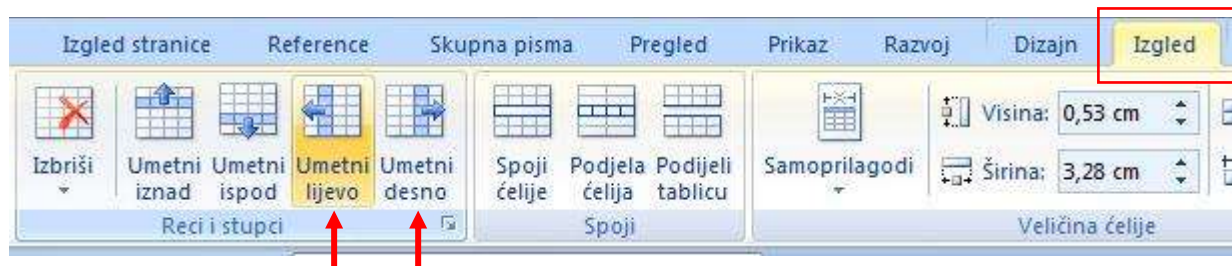 Izgled stranice Reference Skupna pisma Pregled Prikaz Razvoj Dizajn Izgled
Izbriši Umetni iznad Umetni ispod Umetni lijevo Umetni desno Spoji ćelije Podjela ćelija Podijeli tablicu Samoprilagodi
Visina: 0,53 cm
Širina: 3,28 cm
Reci i stupci Spoji Veličina ćelije